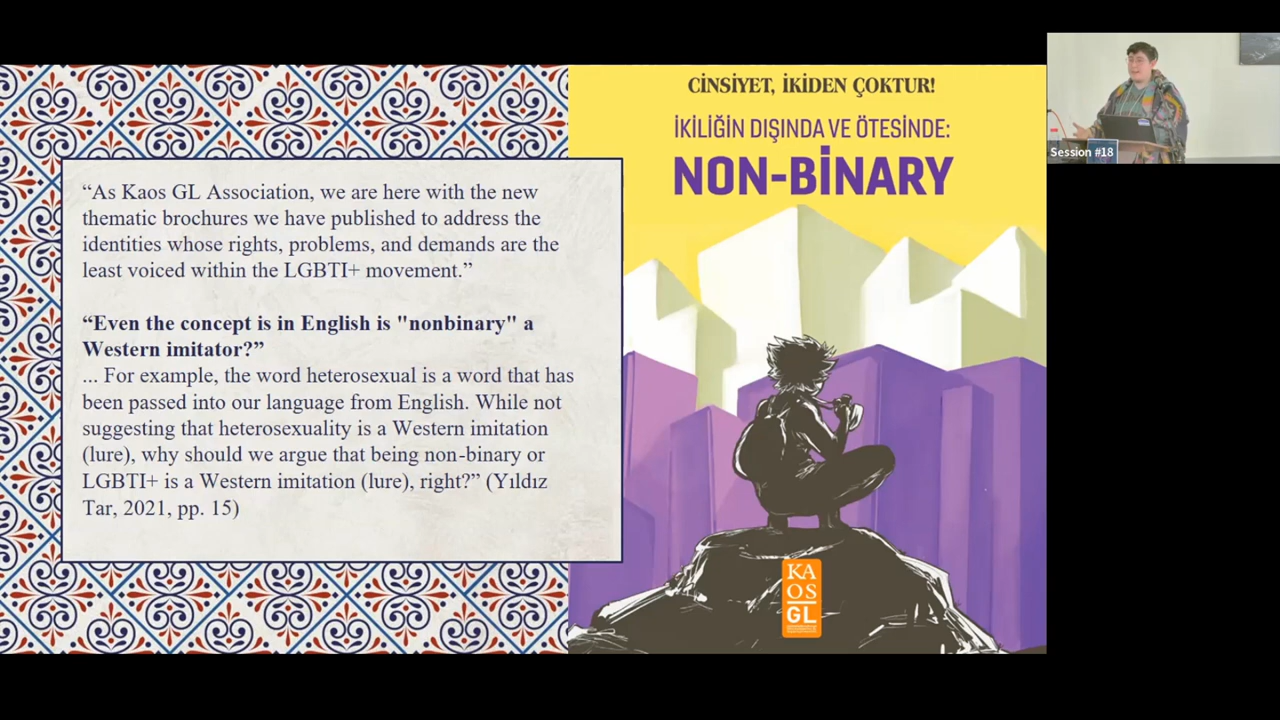 “As Kaos GL Association, we are here with the new
thematic brochures we have published to address the
identities whose rights, problems, and demands are the
least voiced within the LGBTI+ movement.”
“Even the concept is in English is "nonbinary" a
Western imitator?”
... For example, the word heterosexual is a word that has
been passed into our language from English. While not
suggesting that heterosexuality is a Western imitation
(lure), why should we argue that being non-binary or
LGBTI+ is a Western imitation (lure), right?” (Yıldız
Tar, 2021, pp. 15)
CİNSİYET, İKİDEN ÇOKTUR!
İKİLİĞİN DIŞINDA VE ÖTESİNDE:
NON-BİNARY
KA
OS
GL
Session #18